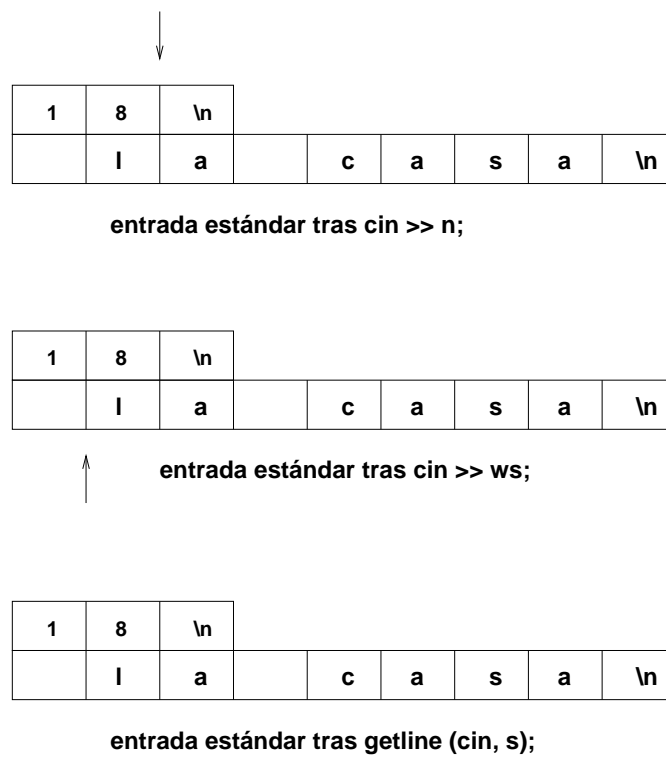 1 8 \n
l a c a s a \n
entrada estándar tras cin >> n;
1 8 \n
l a c a s a \n
entrada estándar tras cin >> ws;
1 8 \n
l a c a s a \n
entrada estándar tras getline (cin, s);